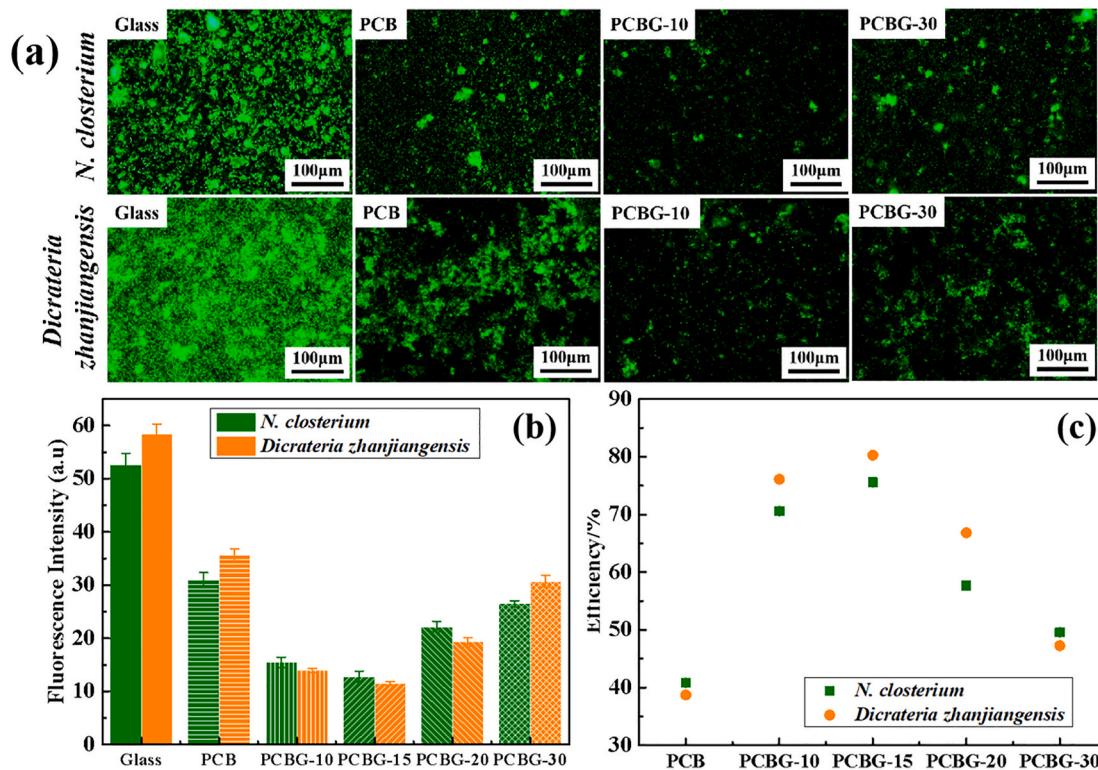 (a)
N. closterium
Glass
PCB
PCBG-10
PCBG-30
100μm
100μm
100μm
100μm
Dicrateria
zhanjiangensis
Glass
PCB
PCBG-10
PCBG-30
100μm
100μm
100μm
100μm
(b)
Fluorescence Intensity (a.u)
60
50
40
30
20
10
0
N. closterium
Dicrateria zhanjiangensis
Glass PCB PCBG-10 PCBG-15 PCBG-20 PCBG-30
(c)
Efficiency/%
90
80
70
60
50
40
30
N. closterium
Dicrateria zhanjiangensis
PCB PCBG-10 PCBG-15 PCBG-20 PCBG-30